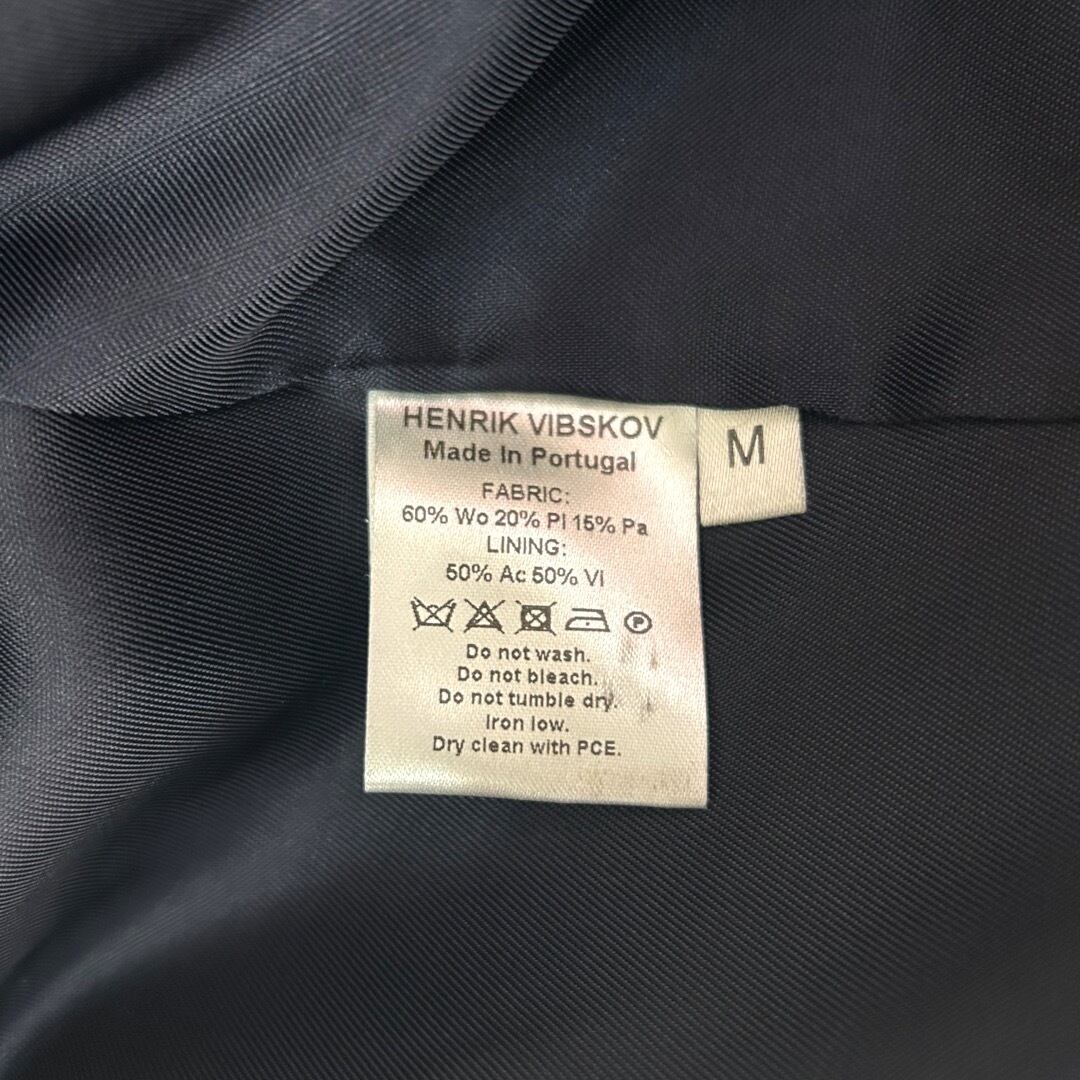 HENRIK VIBSKOV
Made In Portugal
M
FABRIC:
60% Wo 20% Pl 15% Pa
LINING:
50% Ac 50% VI
P
Do not wash.
Do not bleach.
Do not tumble dry.
Iron low.
Dry clean with PCE.